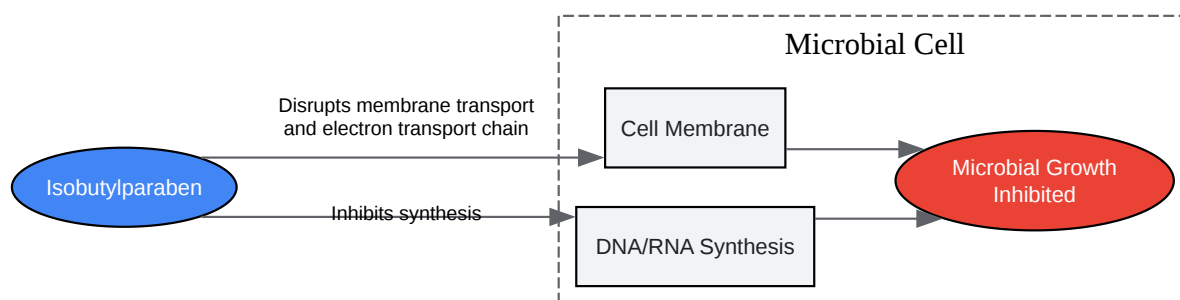 Microbial Cell
Disrupts membrane transport
and electron transport chain
Cell Membrane
Isobutylparaben
Microbial Growth
Inhibited
Inhibits synthesis
DNA/RNA Synthesis